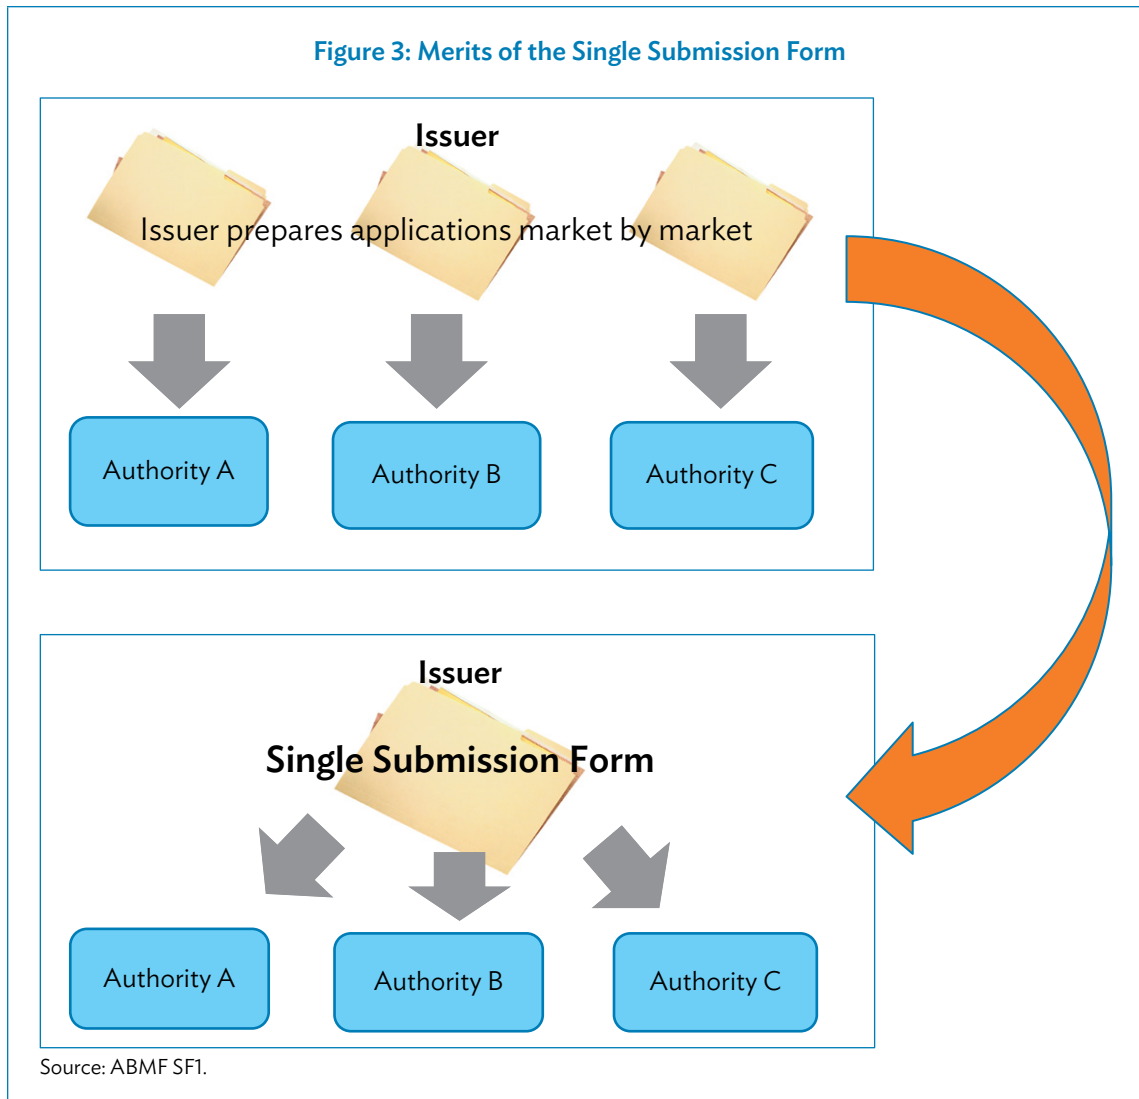 Figure 3: Merits of the Single Submission Form
Issuer
Issuer prepares applications market by market
Authority A
Authority B
Authority C
Issuer
Single Submission Form
Authority A
Authority B
Authority C
Source: ABMF SF1.